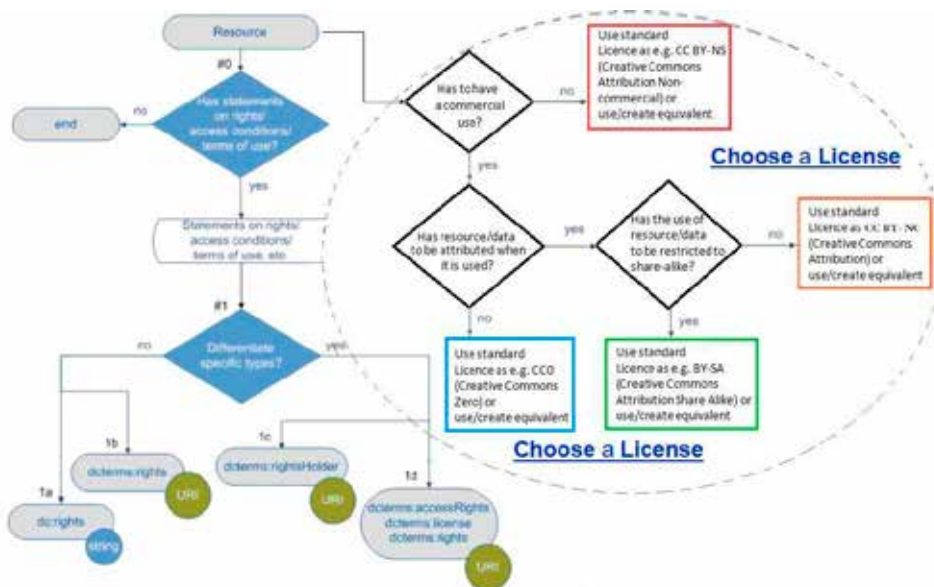 Resource
#0
Has statements
on rights/
access conditions/
terms of use?
no
end
yes
Statements on rights/
access conditions/
terms of use, etc
#1
Differentiate
specific types?
no
yes
1a
dc:rights
string
1b
dcterms:rights
URI
1c
dcterms:rightsHolder
URI
1d
dcterms:accessRights
dcterms:license
dcterms:rights
URI
Has to have
a commercial
use?
no
Use standard
Licence as e.g. CC BY-NS
(Creative Commons
Attribution Non-
commercial) or
use/create equivalent
Choose a License
yes
Has resource/data
to be attributed when
it is used?
yes
Has the use of
resource/data
to be restricted to
share-alike?
no
Use standard
Licence as CC BY- NC
(Creative Commons
Attribution) or
use/create equivalent
no
Use standard
Licence as e.g. CC0
(Creative Commons
Zero) or
use/create equivalent
yes
Use standard
Licence as e.g. BY-SA
(Creative Commons
Attribution Share Alike) or
use/create equivalent
Choose a License